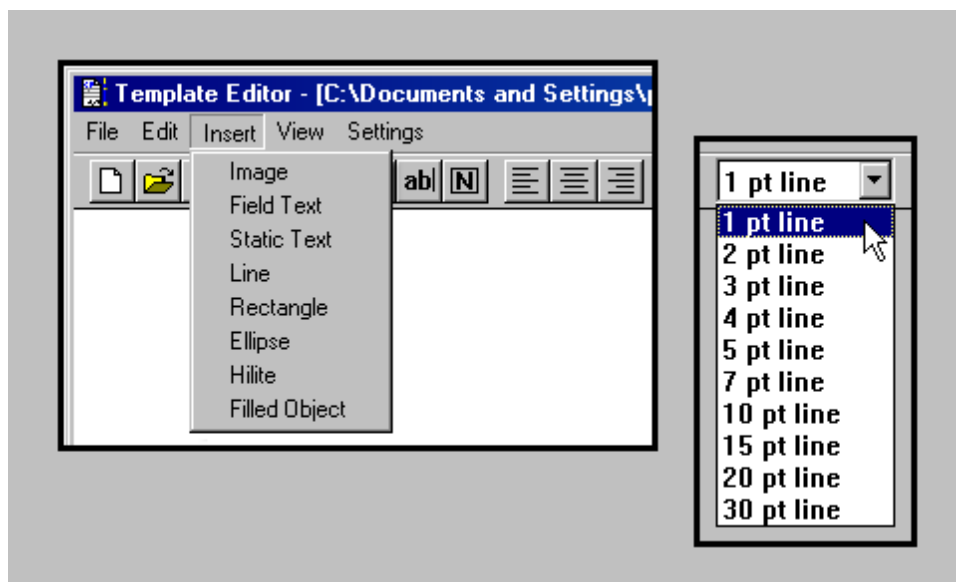 Template Editor - [C:\Documents and Settings\
File Edit Insert View Settings
ab N
Image
Field Text
Static Text
Line
Rectangle
Ellipse
Hilite
Filled Object
1 pt line
1 pt line
2 pt line
3 pt line
4 pt line
5 pt line
7 pt line
10 pt line
15 pt line
20 pt line
30 pt line